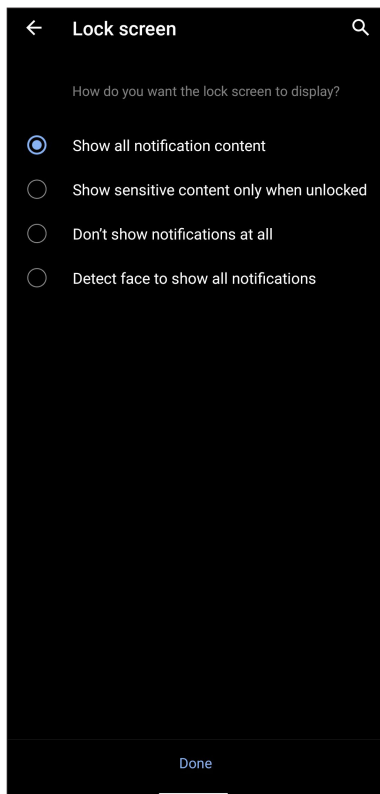 Lock screen
How do you want the lock screen to display?
Show all notification content
Show sensitive content only when unlocked
Don't show notifications at all
Detect face to show all notifications
Done